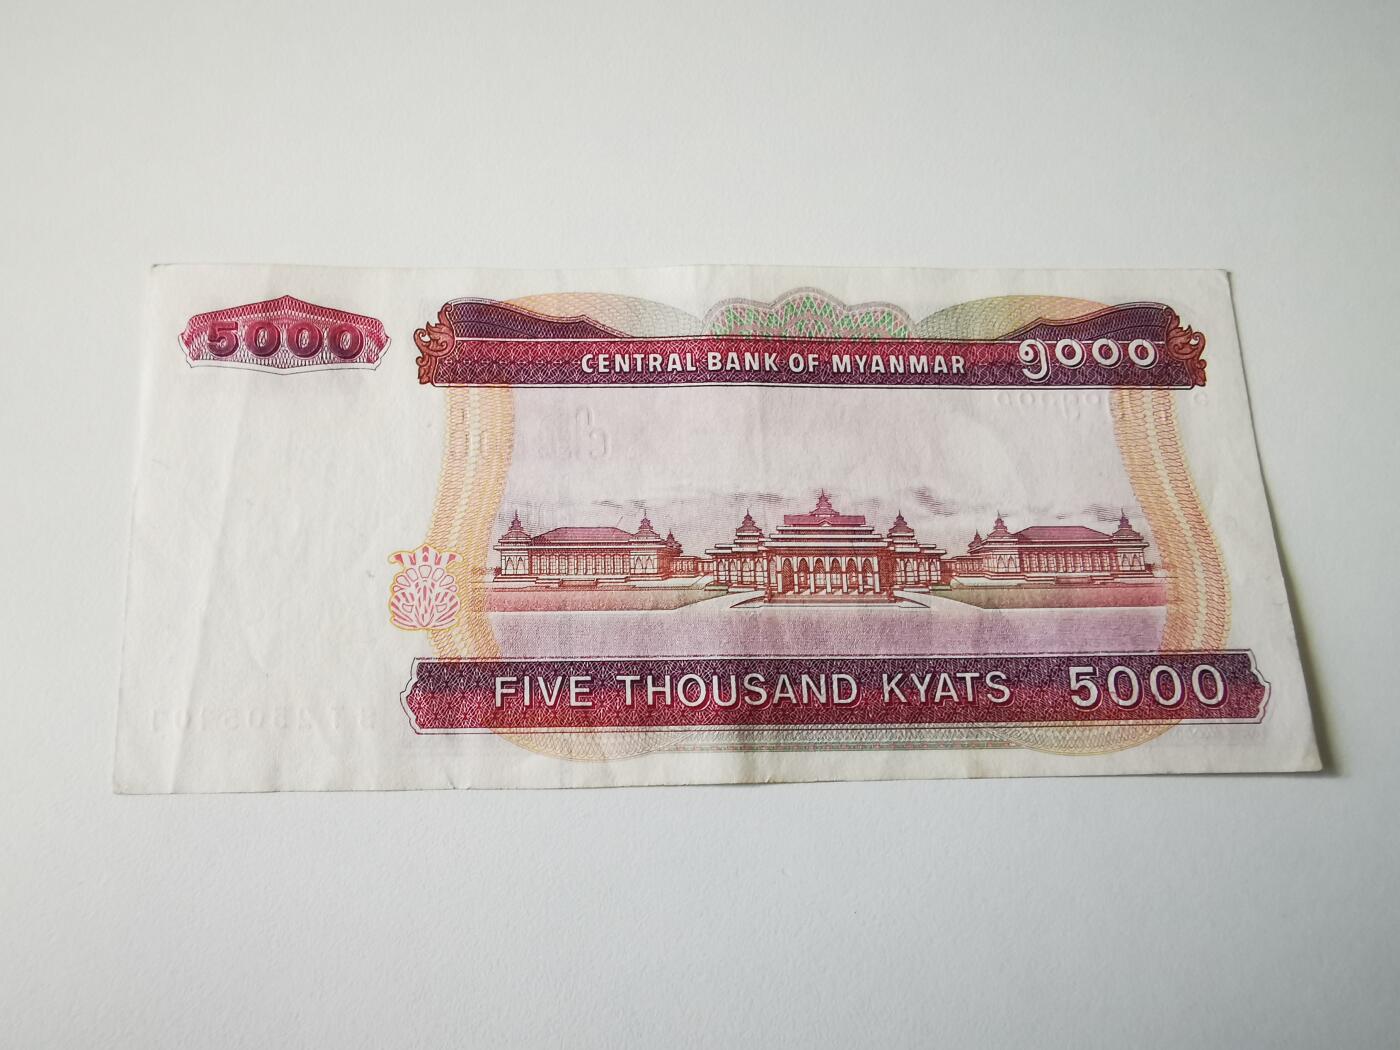 5000
CENTRAL BANK OF MYANMAR ၅၀၀၀
FIVE THOUSAND KYATS 5000